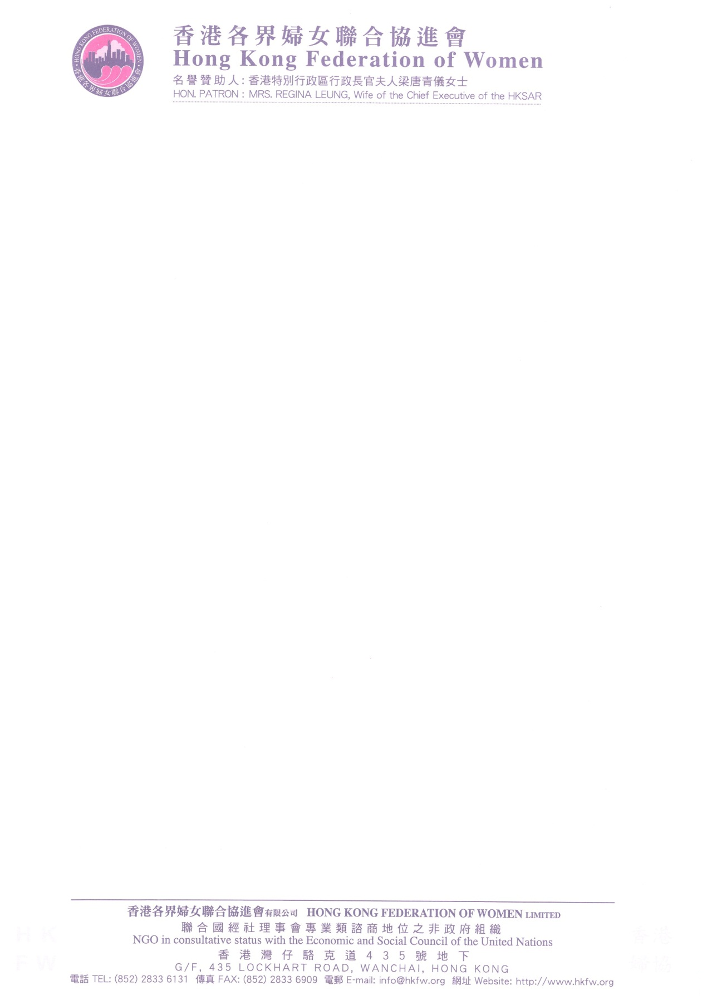 HONG KONG FEDERATION OF WOMEN
香港各界婦女聯合協進會
香港各界婦女聯合協進會
Hong Kong Federation of Women
名譽贊助人：香港特別行政區行政長官夫人梁唐青儀女士
HON. PATRON : MRS. REGINA LEUNG, Wife of the Chief Executive of the HKSAR
香港各界婦女聯合協進會有限公司 HONG KONG FEDERATION OF WOMEN LIMITED
聯合國經社理事會專業類諮商地位之非政府組織
NGO in consultative status with the Economic and Social Council of the United Nations
香港灣仔駱克道435號地下
G/F, 435 LOCKHART ROAD, WANCHAI, HONG KONG
電話 TEL: (852) 2833 6131 傳真 FAX: (852) 2833 6909 電郵 E-mail: info@hkfw.org 網址 Website: http://www.hkfw.org
HK
FW
香港
婦協